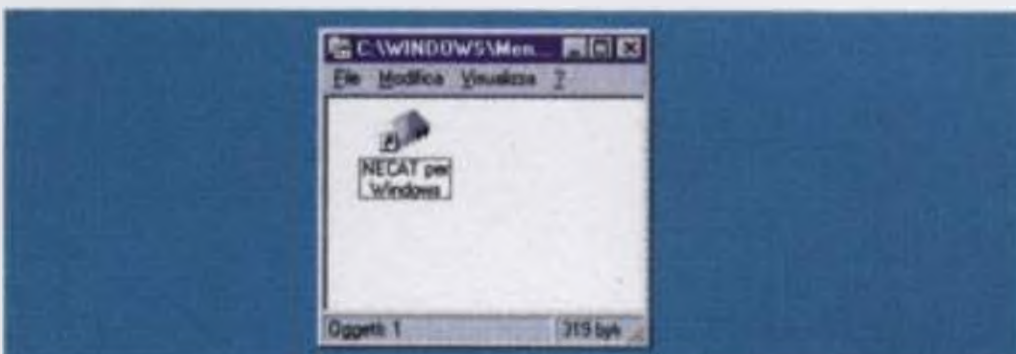 C:\WINDOWS\Men...
File Modifica Visualizza ?
NECAT per
Windows
Oggetti: 1 319 byte